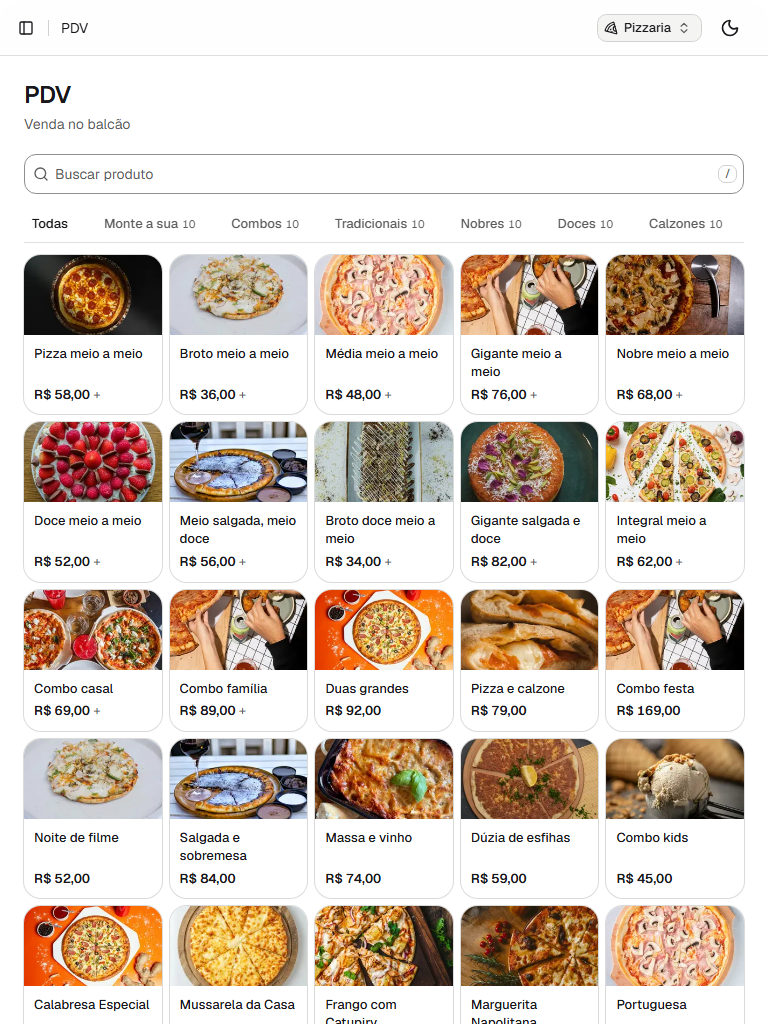 PDV
Pizzaria
PDV
Venda no balcão
Buscar produto
/
Todas
Monte a sua 10
Combos 10
Tradicionais 10
Nobres 10
Doces 10
Calzones 10
Pizza meio a meio
R$ 58,00 +
Broto meio a meio
R$ 36,00 +
Média meio a meio
R$ 48,00 +
Gigante meio a
meio
R$ 76,00 +
Nobre meio a meio
R$ 68,00 +
Doce meio a meio
R$ 52,00 +
Meio salgada, meio
doce
R$ 56,00 +
Broto doce meio a
meio
R$ 34,00 +
Gigante salgada e
doce
R$ 82,00 +
Integral meio a
meio
R$ 62,00 +
Combo casal
R$ 69,00 +
Combo família
R$ 89,00 +
Duas grandes
R$ 92,00
Pizza e calzone
R$ 79,00
Combo festa
R$ 169,00
Noite de filme
R$ 52,00
Salgada e
sobremesa
R$ 84,00
Massa e vinho
R$ 74,00
Dúzia de esfihas
R$ 59,00
Combo kids
R$ 45,00
Calabresa Especial
Mussarela da Casa
Frango com
Catupiry
Marguerita
Napolitana
Portuguesa